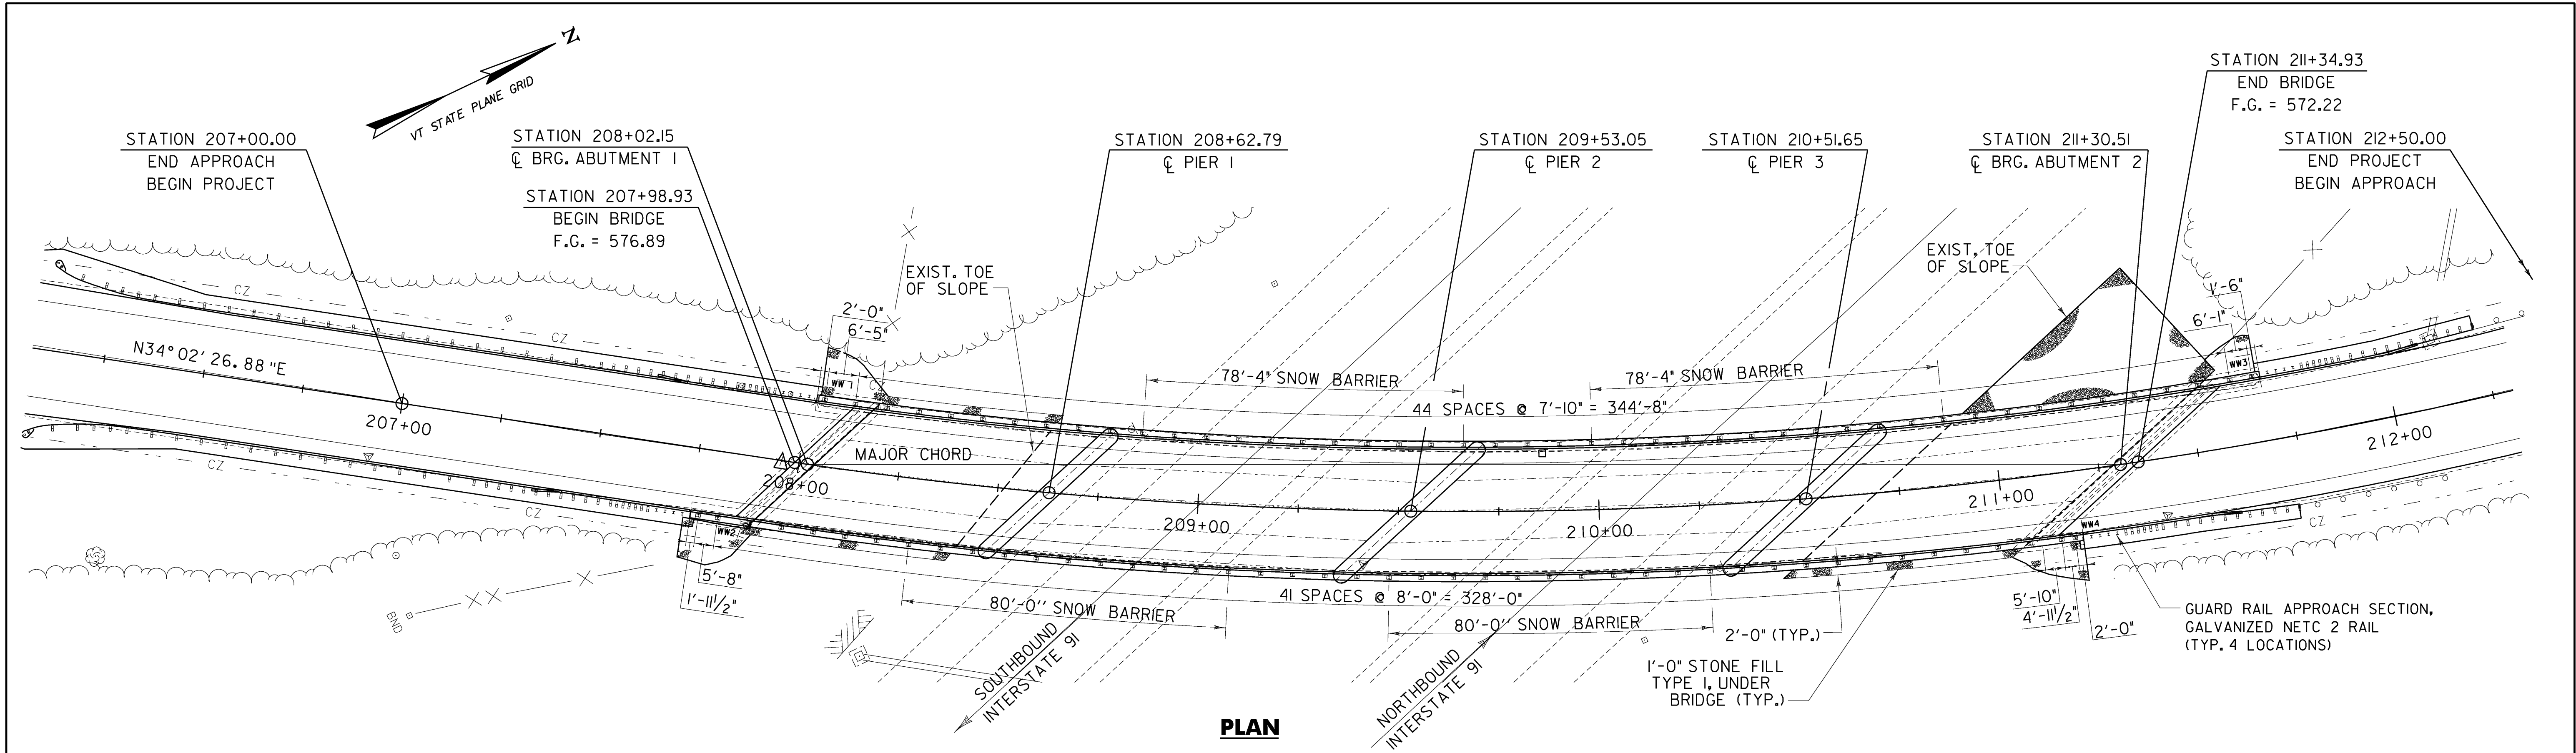 N
VT STATE PLANE GRID
STATION 207+00.00
END APPROACH
BEGIN PROJECT
STATION 208+02.15
℄ BRG. ABUTMENT 1
STATION 207+98.93
BEGIN BRIDGE
F.G. = 576.89
STATION 208+62.79
℄ PIER 1
STATION 209+53.05
℄ PIER 2
STATION 210+51.65
℄ PIER 3
STATION 211+30.51
℄ BRG. ABUTMENT 2
STATION 211+34.93
END BRIDGE
F.G. = 572.22
STATION 212+50.00
END PROJECT
BEGIN APPROACH
EXIST. TOE
OF SLOPE
EXIST. TOE
OF SLOPE
CZ
CZ
CZ
2'-0"
6'-5"
WW 1
1'-6"
6'-1"
WW3
N34°02'26.88"E
207+00
78'-4" SNOW BARRIER
78'-4" SNOW BARRIER
44 SPACES @ 7'-10" = 344'-8"
MAJOR CHORD
208+00
209+00
210+00
211+00
212+00
CZ
CZ
CZ
WW2
WW4
5'-8"
1'-11½"
80'-0" SNOW BARRIER
41 SPACES @ 8'-0" = 328'-0"
80'-0" SNOW BARRIER
2'-0" (TYP.)
5'-10"
4'-11½"
2'-0"
BND
SOUTHBOUND
INTERSTATE 91
NORTHBOUND
INTERSTATE 91
1'-0" STONE FILL
TYPE I, UNDER
BRIDGE (TYP.)
GUARD RAIL APPROACH SECTION,
GALVANIZED NETC 2 RAIL
(TYP. 4 LOCATIONS)
PLAN